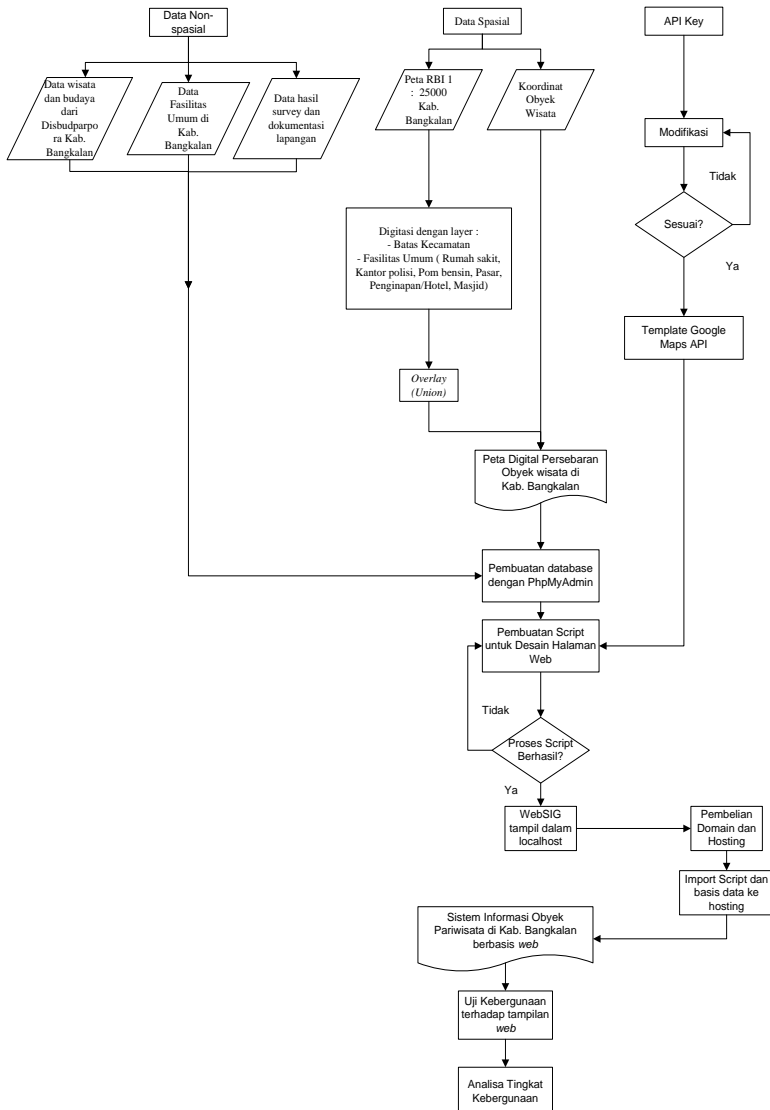 Data Non-
spasial
Data Spasial
API Key
Data wisata
dan budaya
dari
Disbudparpo
ra Kab.
Bangkalan
Data
Fasilitas
Umum di
Kab.
Bangkalan
Data hasil
survey dan
dokumentasi
lapangan
Peta RBI 1
: 25000
Kab.
Bangkalan
Koordinat
Obyek
Wisata
Modifikasi
Tidak
Sesuai?
Ya
Digitasi dengan layer :
- Batas Kecamatan
- Fasilitas Umum ( Rumah sakit,
Kantor polisi, Pom bensin, Pasar,
Penginapan/Hotel, Masjid)
Template Google
Maps API
Overlay
(Union)
Peta Digital Persebaran
Obyek wisata di
Kab. Bangkalan
Pembuatan database
dengan PhpMyAdmin
Pembuatan Script
untuk Desain Halaman
Web
Tidak
Proses Script
Berhasil?
Ya
WebSIG
tampil dalam
localhost
Pembelian
Domain dan
Hosting
Import Script dan
basis data ke
hosting
Sistem Informasi Obyek
Pariwisata di Kab. Bangkalan
berbasis web
Uji Kebergunaan
terhadap tampilan
web
Analisa Tingkat
Kebergunaan